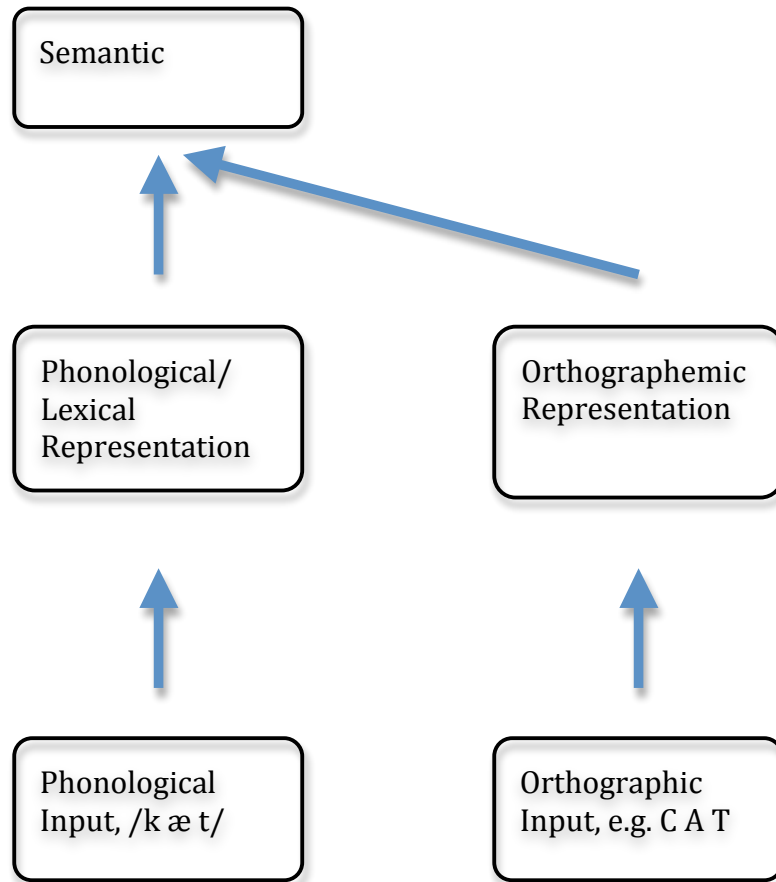 Semantic
Phonological/
Lexical
Representation
Orthographemic
Representation
Phonological
Input, /k æ t/
Orthographic
Input, e.g. C A T